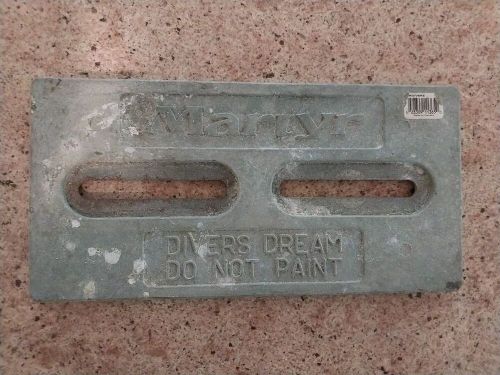 Martyr
DIVERS DREAM
DO NOT PAINT